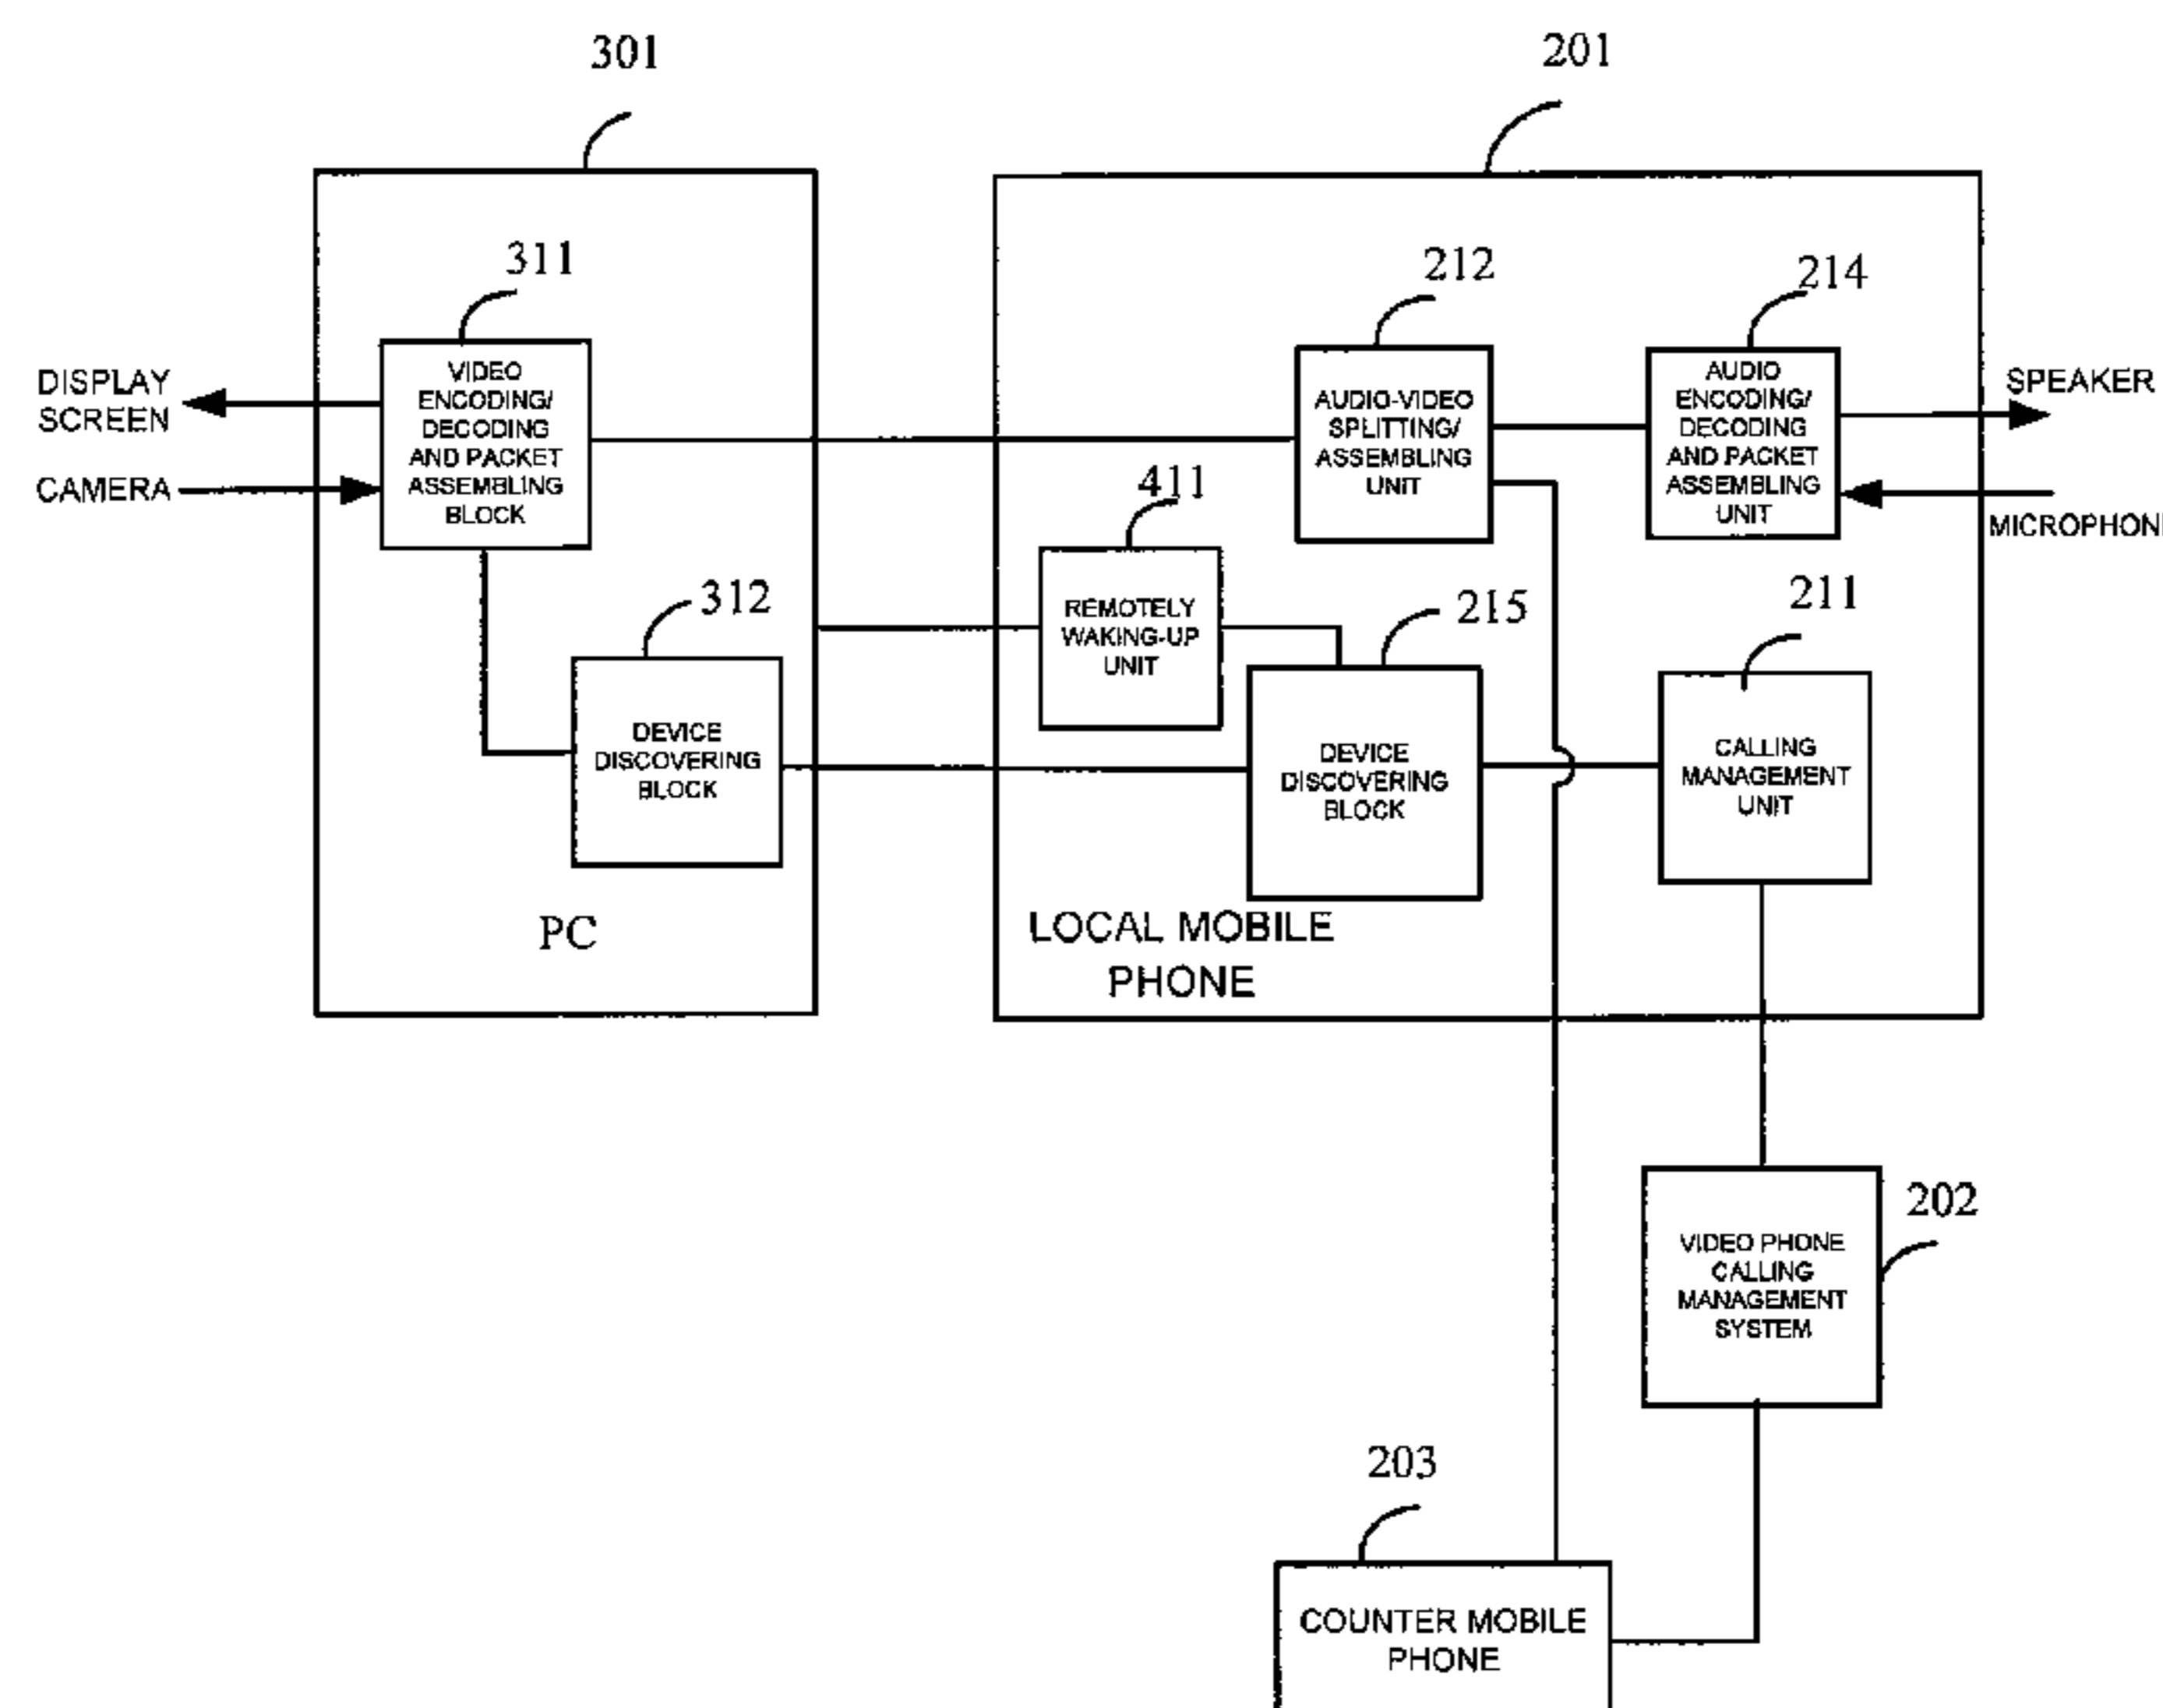 301
201
311
212
214
DISPLAY
SCREEN
CAMERA
VIDEO
ENCODING/
DECODING
AND PACKET
ASSEMBLING
BLOCK
AUDIO-VIDEO
SPLITTING/
ASSEMBLING
UNIT
AUDIO
ENCODING/
DECODING
AND PACKET
ASSEMBLING
UNIT
SPEAKER
MICROPHONE
411
312
REMOTELY
WAKING-UP
UNIT
215
211
DEVICE
DISCOVERING
BLOCK
DEVICE
DISCOVERING
BLOCK
CALLING
MANAGEMENT
UNIT
PC
LOCAL MOBILE
PHONE
202
VIDEO PHONE
CALLING
MANAGEMENT
SYSTEM
203
COUNTER MOBILE
PHONE